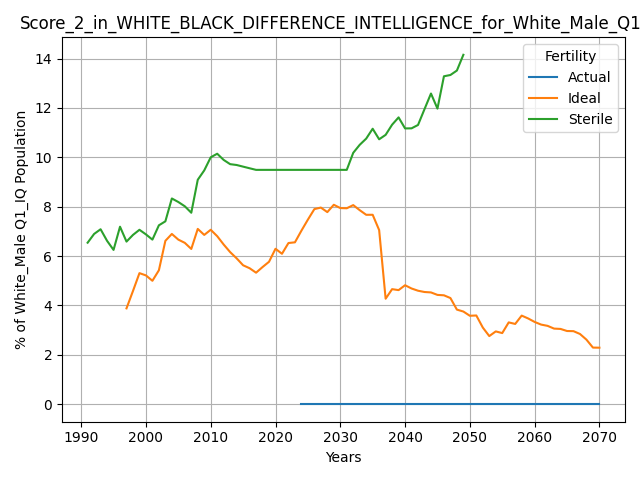 Score_2_in_WHITE_BLACK_DIFFERENCE_INTELLIGENCE_for_White_Male_Q1
% of White_Male Q1_IQ Population
14
12
10
8
6
4
2
0
Fertility
Actual
Ideal
Sterile
1990 2000 2010 2020 2030 2040 2050 2060 2070
Years